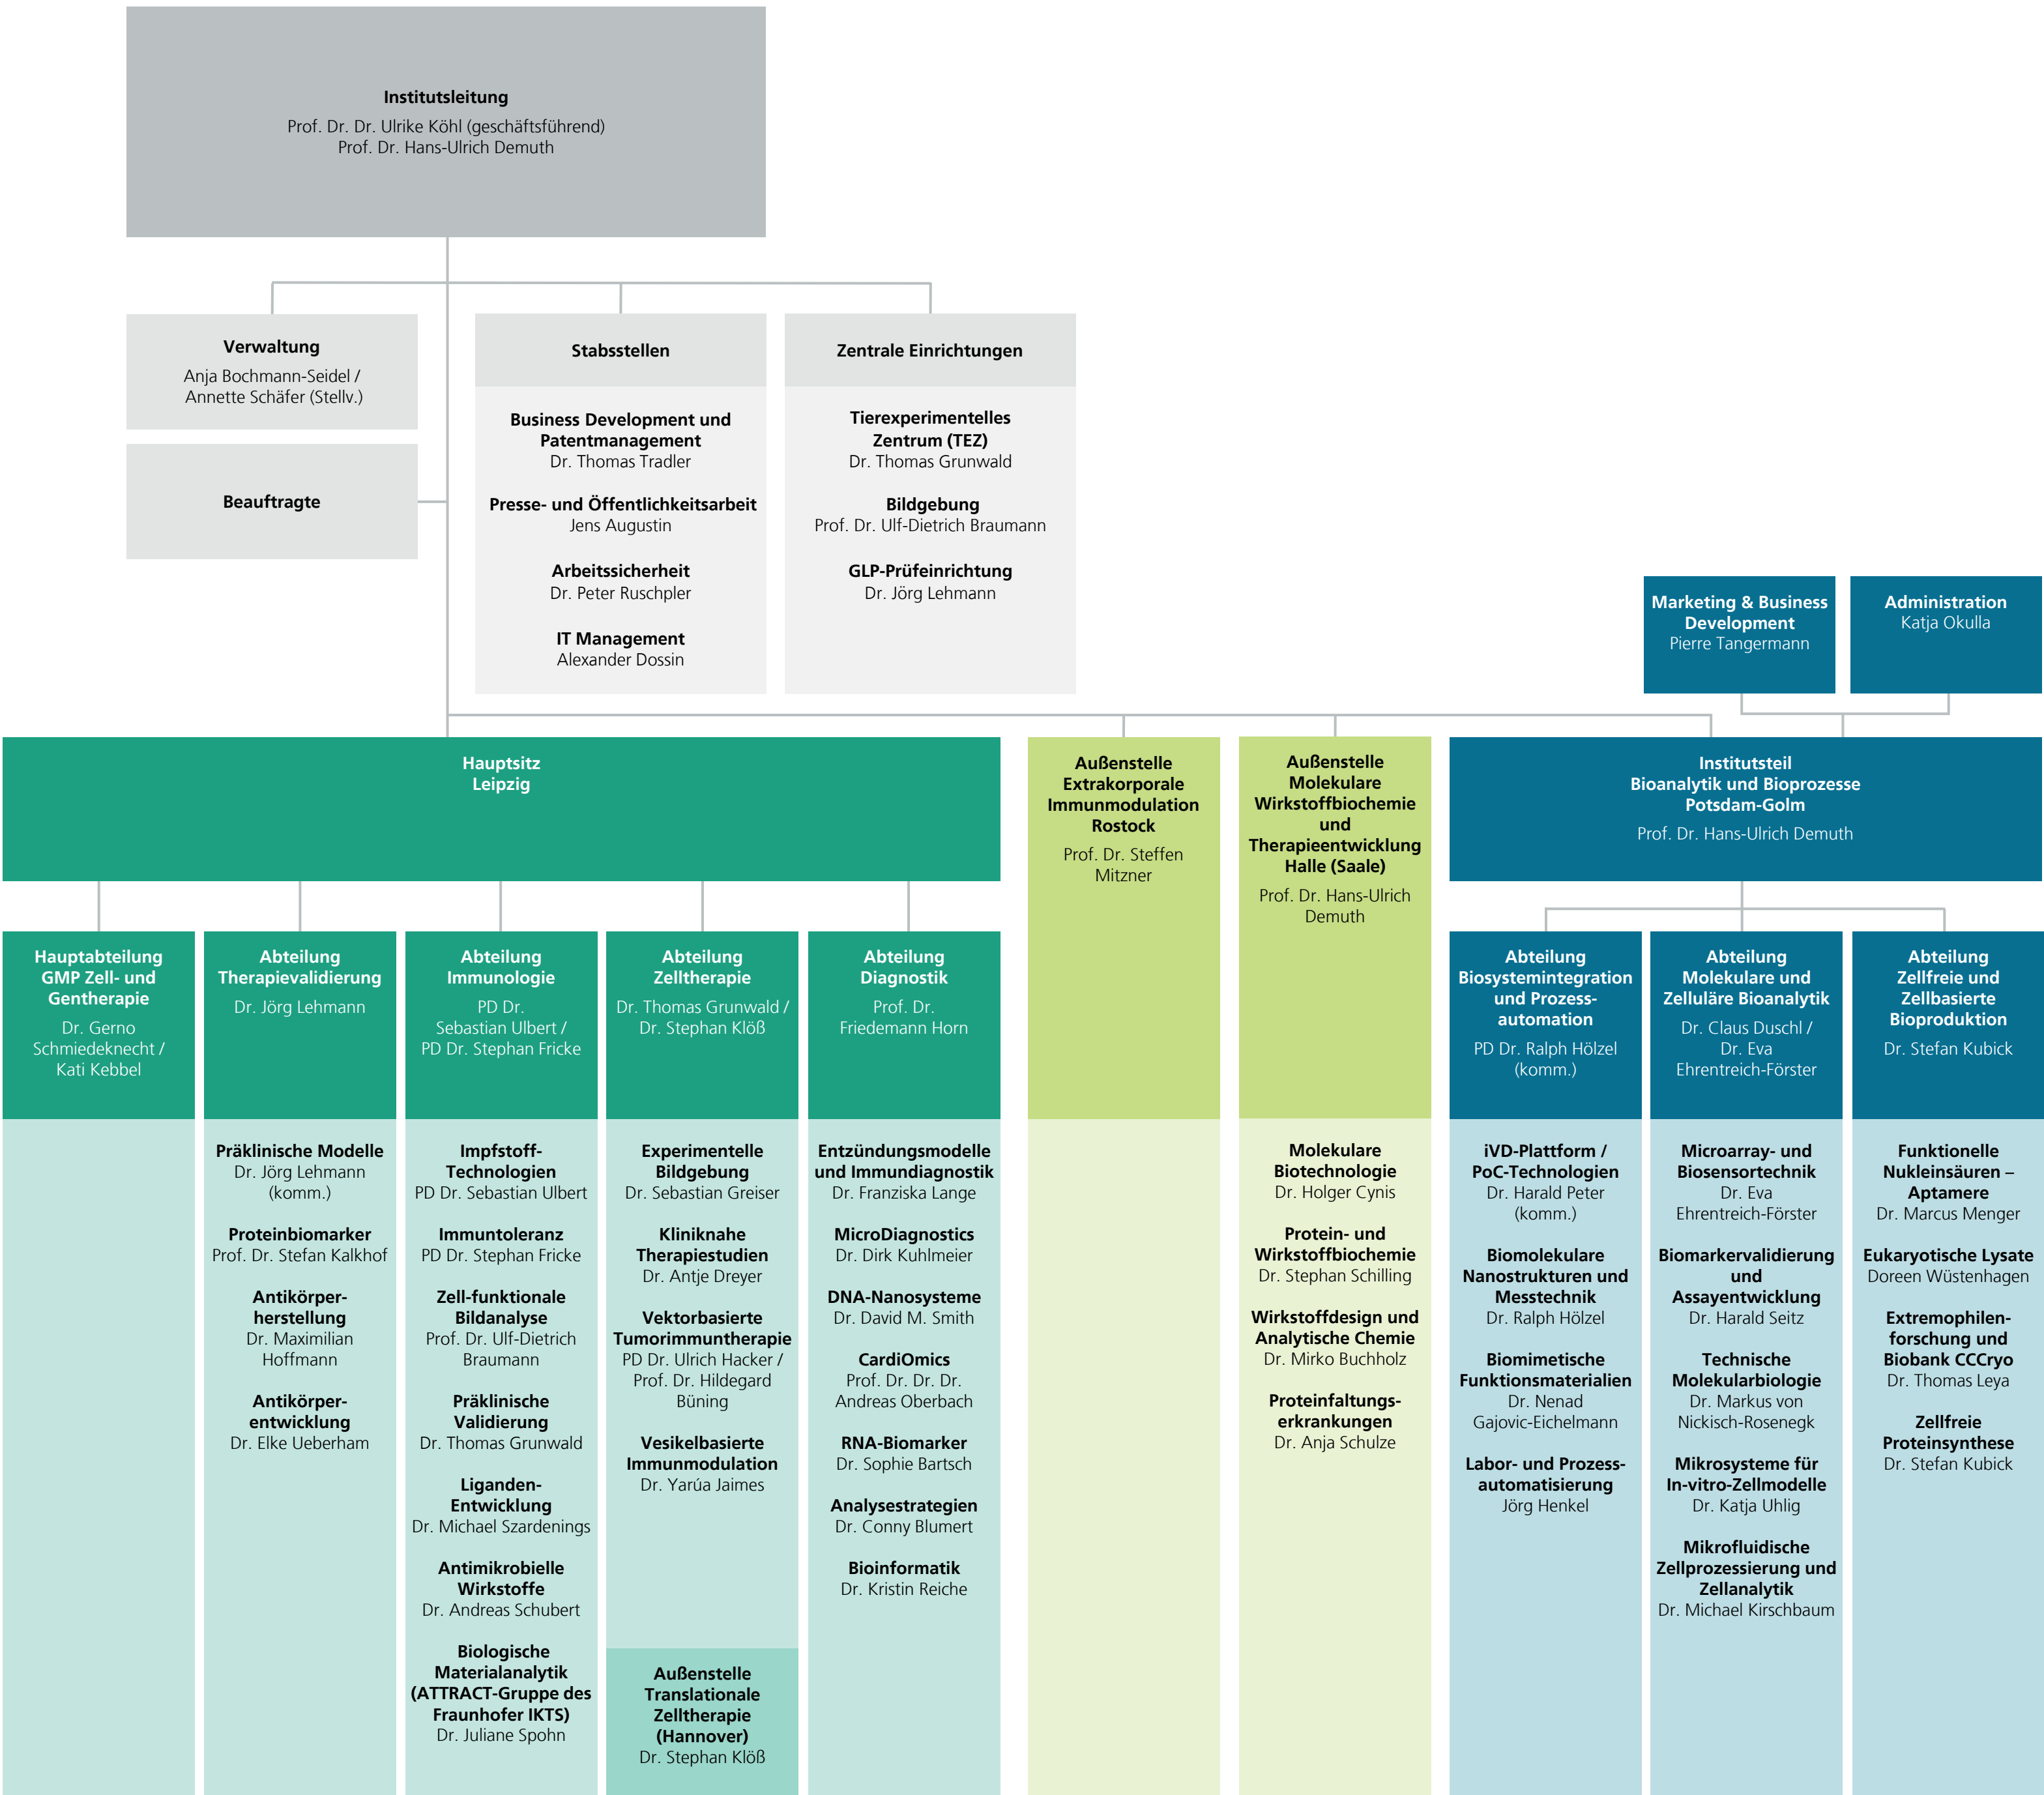 Institutsleitung
Prof. Dr. Dr. Ulrike Köhl (geschäftsführend)
Prof. Dr. Hans-Ulrich Demuth
Verwaltung
Anja Bochmann-Seidel /
Annette Schäfer (Stellv.)
Beauftragte
Stabsstellen
Business Development und
Patentmanagement
Dr. Thomas Tradler
Presse- und Öffentlichkeitsarbeit
Jens Augustin
Arbeitssicherheit
Dr. Peter Ruschpler
IT Management
Alexander Dossin
Zentrale Einrichtungen
Tierexperimentelles
Zentrum (TEZ)
Dr. Thomas Grunwald
Bildgebung
Prof. Dr. Ulf-Dietrich Braumann
GLP-Prüfeinrichtung
Dr. Jörg Lehmann
Marketing & Business
Development
Pierre Tangermann
Administration
Katja Okulla
Hauptsitz
Leipzig
Außenstelle
Extrakorporale
Immunmodulation
Rostock
Prof. Dr. Steffen
Mitzner
Außenstelle
Molekulare
Wirkstoffbiochemie
und
Therapieentwicklung
Halle (Saale)
Prof. Dr. Hans-Ulrich
Demuth
Institutsteil
Bioanalytik und Bioprozesse
Potsdam-Golm
Prof. Dr. Hans-Ulrich Demuth
Hauptabteilung
GMP Zell- und
Gentherapie
Dr. Gerno
Schmiedeknecht /
Kati Kebbel
Abteilung
Therapievalidierung
Dr. Jörg Lehmann
Präklinische Modelle
Dr. Jörg Lehmann
(komm.)
Proteinbiomarker
Prof. Dr. Stefan Kalkhof
Antikörper-
herstellung
Dr. Maximilian
Hoffmann
Antikörper-
entwicklung
Dr. Elke Ueberham
Abteilung
Immunologie
PD Dr.
Sebastian Ulbert /
PD Dr. Stephan Fricke
Impfstoff-
Technologien
PD Dr. Sebastian Ulbert
Immuntoleranz
PD Dr. Stephan Fricke
Zell-funktionale
Bildanalyse
Prof. Dr. Ulf-Dietrich
Braumann
Präklinische
Validierung
Dr. Thomas Grunwald
Liganden-
Entwicklung
Dr. Michael Szardenings
Antimikrobielle
Wirkstoffe
Dr. Andreas Schubert
Biologische
Materialanalytik
(ATTRACT-Gruppe des
Fraunhofer IKTS)
Dr. Juliane Spohn
Abteilung
Zelltherapie
Dr. Thomas Grunwald /
Dr. Stephan Klöß
Experimentelle
Bildgebung
Dr. Sebastian Greiser
Kliniknahe
Therapiestudien
Dr. Antje Dreyer
Vektorbasierte
Tumorimmuntherapie
PD Dr. Ulrich Hacker /
Prof. Dr. Hildegard
Büning
Vesikelbasierte
Immunmodulation
Dr. Yarúa Jaimes
Außenstelle
Translationale
Zelltherapie
(Hannover)
Dr. Stephan Klöß
Abteilung
Diagnostik
Prof. Dr.
Friedemann Horn
Entzündungsmodelle
und Immundiagnostik
Dr. Franziska Lange
MicroDiagnostics
Dr. Dirk Kuhlmeier
DNA-Nanosysteme
Dr. David M. Smith
CardiOmics
Prof. Dr. Dr. Dr.
Andreas Oberbach
RNA-Biomarker
Dr. Sophie Bartsch
Analysestrategien
Dr. Conny Blumert
Bioinformatik
Dr. Kristin Reiche
Molekulare
Biotechnologie
Dr. Holger Cynis
Protein- und
Wirkstoffbiochemie
Dr. Stephan Schilling
Wirkstoffdesign und
Analytische Chemie
Dr. Mirko Buchholz
Proteinfaltungs-
erkrankungen
Dr. Anja Schulze
Abteilung
Biosystemintegration
und Prozess-
automation
PD Dr. Ralph Hölzel
(komm.)
iVD-Plattform /
PoC-Technologien
Dr. Harald Peter
(komm.)
Biomolekulare
Nanostrukturen und
Messtechnik
Dr. Ralph Hölzel
Biomimetische
Funktionsmaterialien
Dr. Nenad
Gajovic-Eichelmann
Labor- und Prozess-
automatisierung
Jörg Henkel
Abteilung
Molekulare und
Zelluläre Bioanalytik
Dr. Claus Duschl /
Dr. Eva
Ehrentreich-Förster
Microarray- und
Biosensortechnik
Dr. Eva
Ehrentreich-Förster
Biomarkervalidierung
und
Assayentwicklung
Dr. Harald Seitz
Technische
Molekularbiologie
Dr. Markus von
Nickisch-Rosenegk
Mikrosysteme für
In-vitro-Zellmodelle
Dr. Katja Uhlig
Mikrofluidische
Zellprozessierung und
Zellanalytik
Dr. Michael Kirschbaum
Abteilung
Zellfreie und
Zellbasierte
Bioproduktion
Dr. Stefan Kubick
Funktionelle
Nukleinsäuren –
Aptamere
Dr. Marcus Menger
Eukaryotische Lysate
Doreen Wüstenhagen
Extremophilen-
forschung und
Biobank CCCryo
Dr. Thomas Leya
Zellfreie
Proteinsynthese
Dr. Stefan Kubick